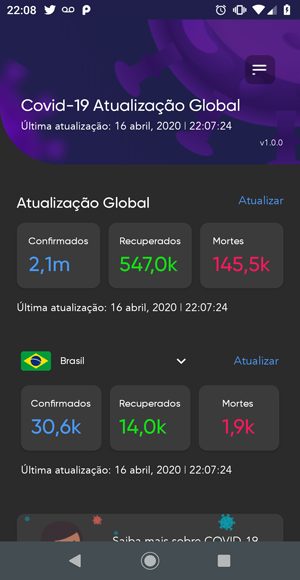 22:08
Covid-19 Atualização Global
Última atualização: 16 abril, 2020 | 22:07:24
v1.0.0
Atualização Global
Atualizar
Confirmados
Recuperados
Mortes
2,1m
547,0k
145,5k
Última atualização: 16 abril, 2020 | 22:07:24
Brasil
Atualizar
Confirmados
Recuperados
Mortes
30,6k
14,0k
1,9k
Última atualização: 16 abril, 2020 | 22:07:24
Saiba mais sobre COVID-19